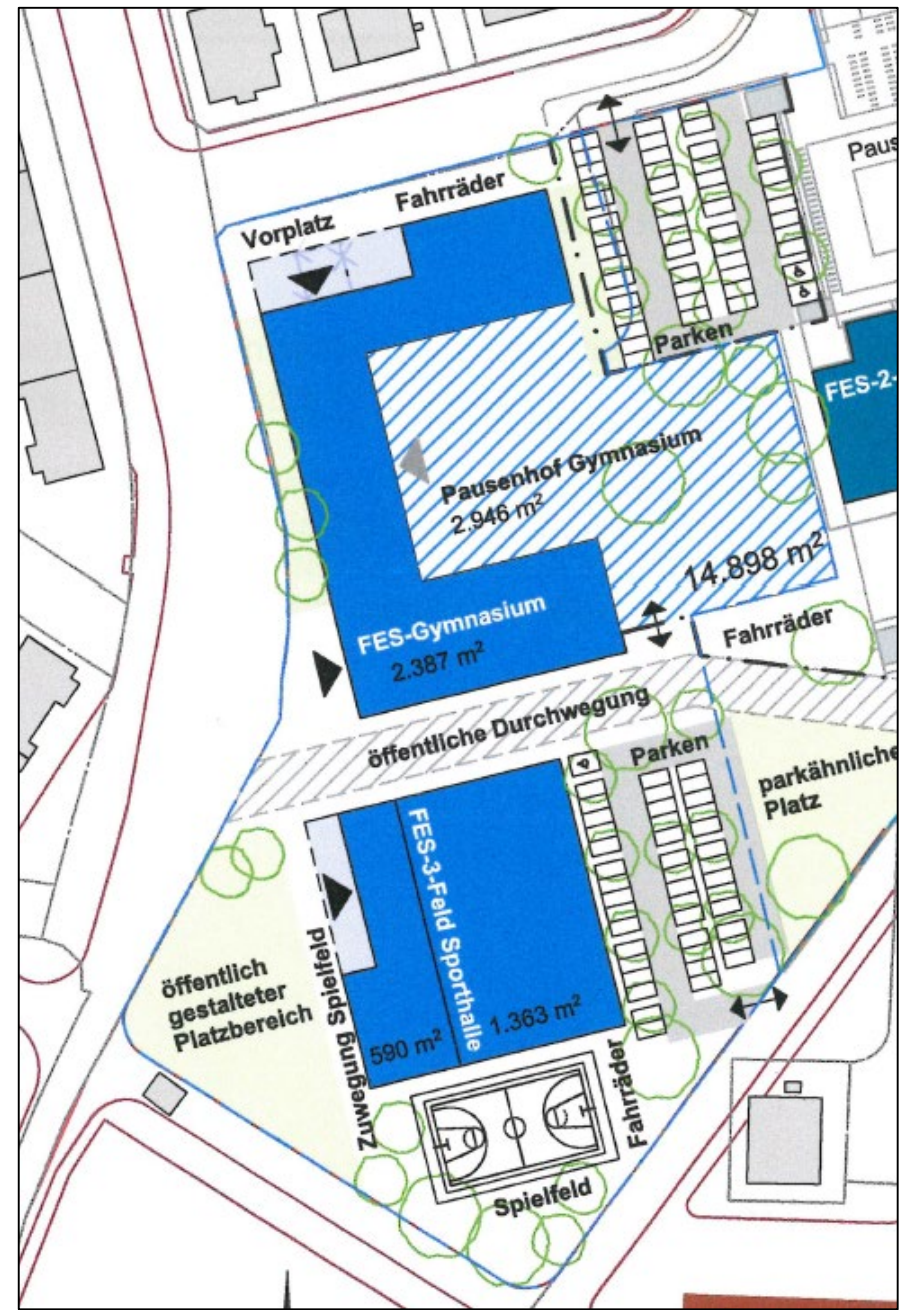 Paus
Fahrräder
Vorplatz
Parken
FES-2-
Pausenhof Gymnasium
2.946 m²
14.898 m²
FES-Gymnasium
2.387 m²
Fahrräder
öffentliche Durchwegung
Parken
parkähnliche
Platz
FES-3-Feld Sporthalle
öffentlich
gestalteter
Platzbereich
Zuwegung Spielfeld
590 m²
1.363 m²
Fahrräder
Spielfeld